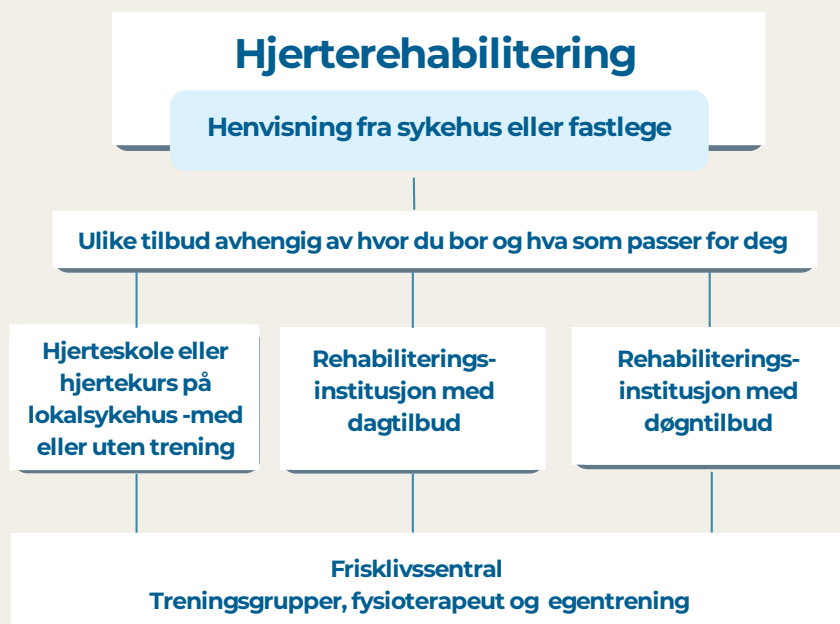 Hjerterehabilitering
Henvisning fra sykehus eller fastlege
Ulike tilbud avhengig av hvor du bor og hva som passer for deg
Hjerteskole eller
hjertekurs på
lokalsykehus -med
eller uten trening
Rehabiliterings-
institusjon med
dagtilbud
Rehabiliterings-
institusjon med
døgntilbud
Frisklivssentral
Treningsgrupper, fysioterapeut og egentrening